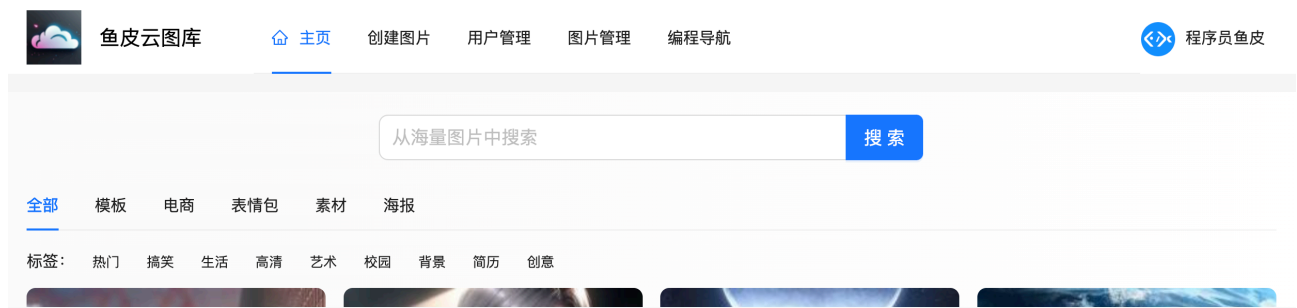 鱼皮云图库 主页 创建图片 用户管理 图片管理 编程导航 程序员鱼皮
从海量图片中搜索 搜索
全部 模板 电商 表情包 素材 海报
标签： 热门 搞笑 生活 高清 艺术 校园 背景 简历 创意